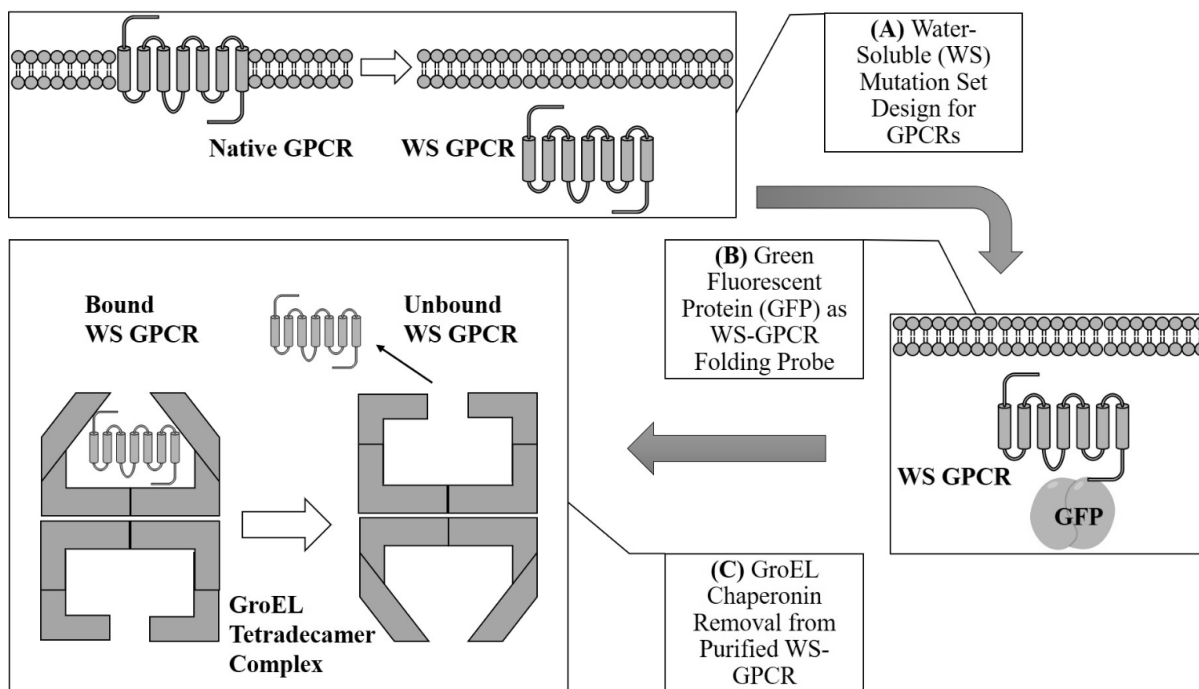 Native GPCR
WS GPCR
(A) Water-
Soluble (WS)
Mutation Set
Design for
GPCRs
(B) Green
Fluorescent
Protein (GFP) as
WS-GPCR
Folding Probe
WS GPCR
GFP
Bound
WS GPCR
Unbound
WS GPCR
GroEL
Tetradecamer
Complex
(C) GroEL
Chaperonin
Removal from
Purified WS-
GPCR